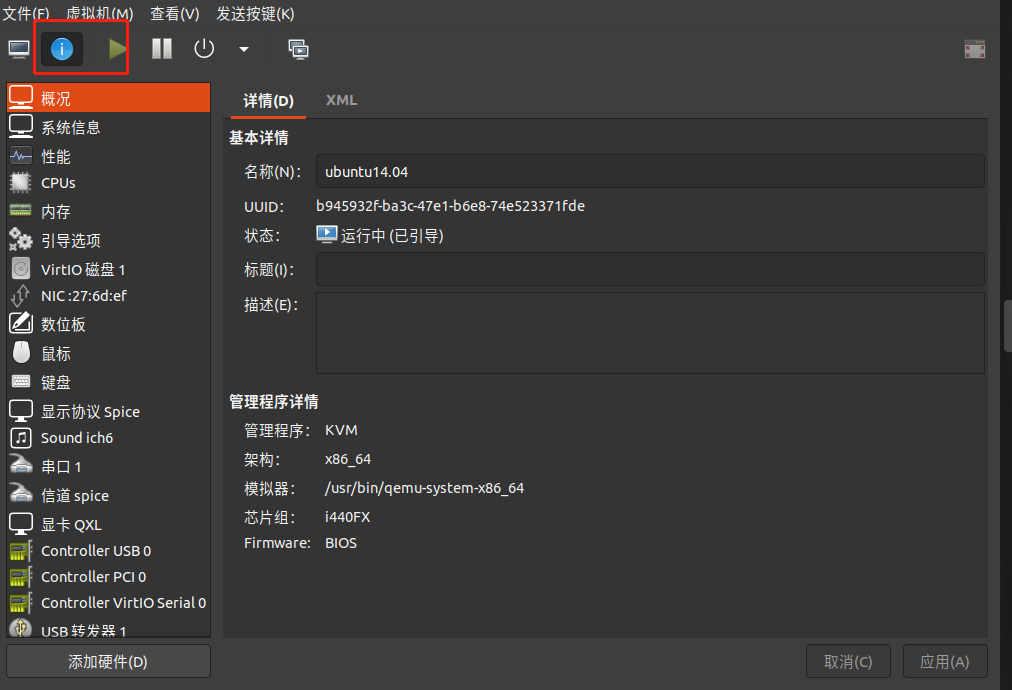 文件(F) 虚拟机(M) 查看(V) 发送按键(K)
概况
系统信息
性能
CPUs
内存
引导选项
VirtIO 磁盘 1
NIC :27:6d:ef
数位板
鼠标
键盘
显示协议 Spice
Sound ich6
串口 1
信道 spice
显卡 QXL
Controller USB 0
Controller PCI 0
Controller VirtIO Serial 0
USB 转发器 1
添加硬件(D)
详情(D) XML
基本详情
名称(N): ubuntu14.04
UUID: b945932f-ba3c-47e1-b6e8-74e523371fde
状态: 运行中 (已引导)
标题(I):
描述(E):
管理程序详情
管理程序: KVM
架构: x86_64
模拟器: /usr/bin/qemu-system-x86_64
芯片组: i440FX
Firmware: BIOS
取消(C) 应用(A)